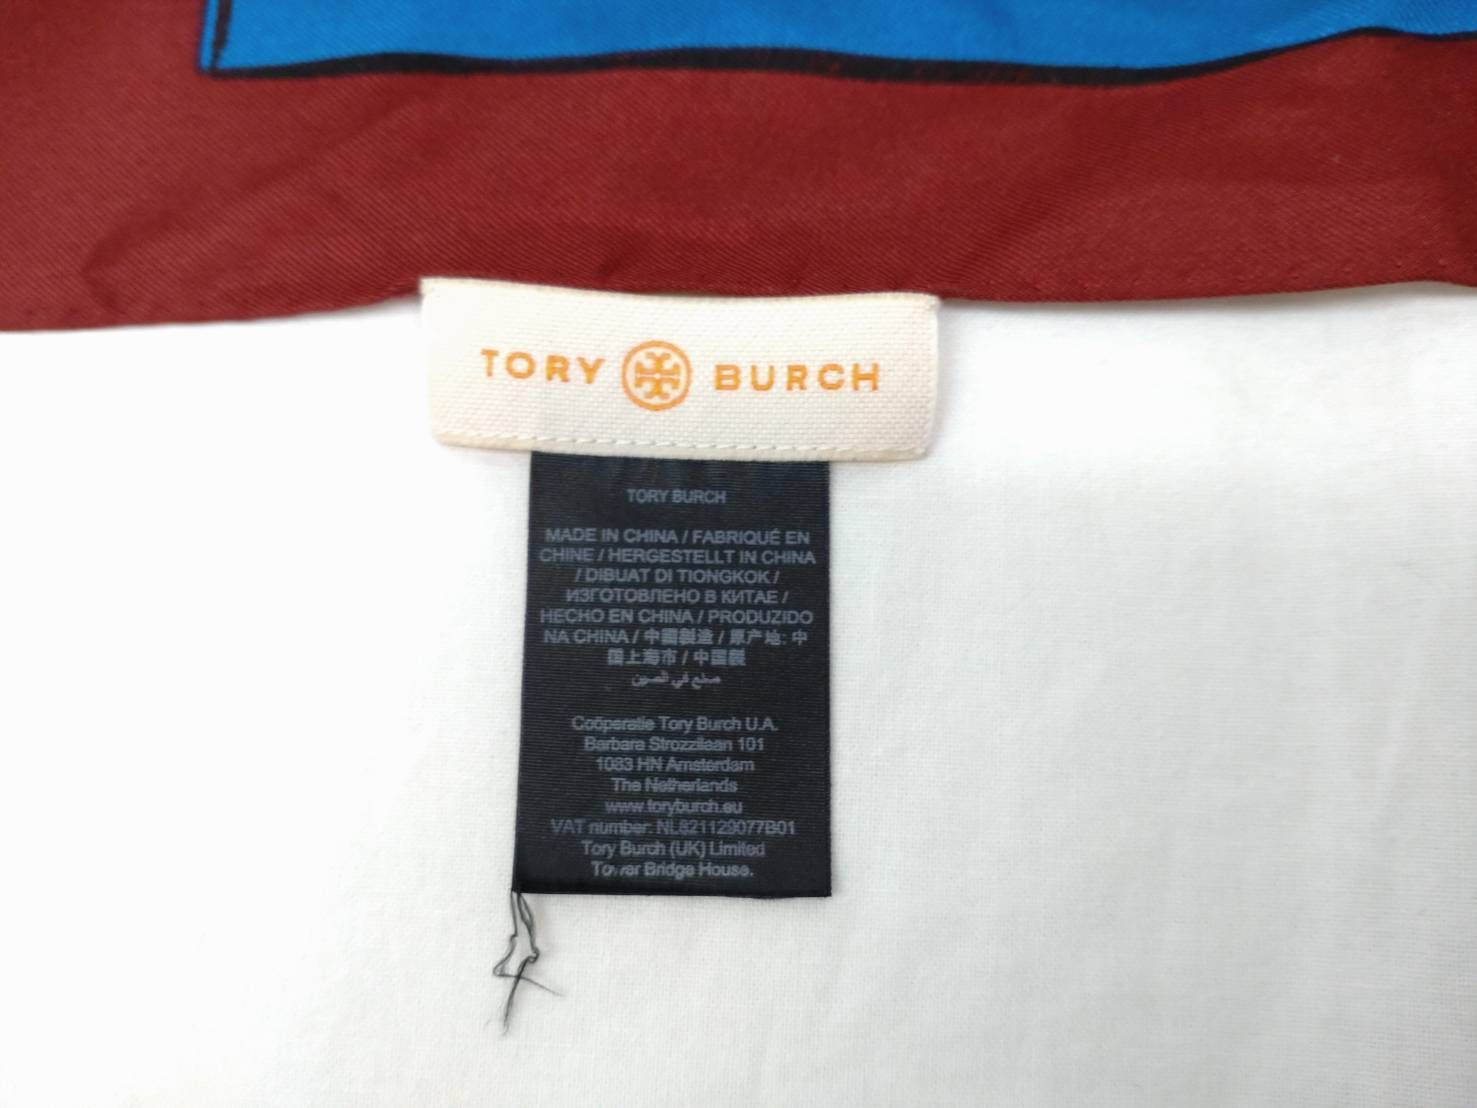 TORY BURCH
TORY BURCH
MADE IN CHINA / FABRIQUÉ EN
CHINE / HERGESTELLT IN CHINA
/ DIBUAT DI TIONGKOK /
ИЗГОТОВЛЕНО В КИТАЕ /
HECHO EN CHINA / PRODUZIDO
NA CHINA / 中國製造 / 原产地: 中
国上海市 / 中国製
صنع في الصين
Coöperatie Tory Burch U.A.
Barbara Strozzilaan 101
1083 HN Amsterdam
The Netherlands
www.toryburch.eu
VAT number: NL821129077B01
Tory Burch (UK) Limited
Tower Bridge House.